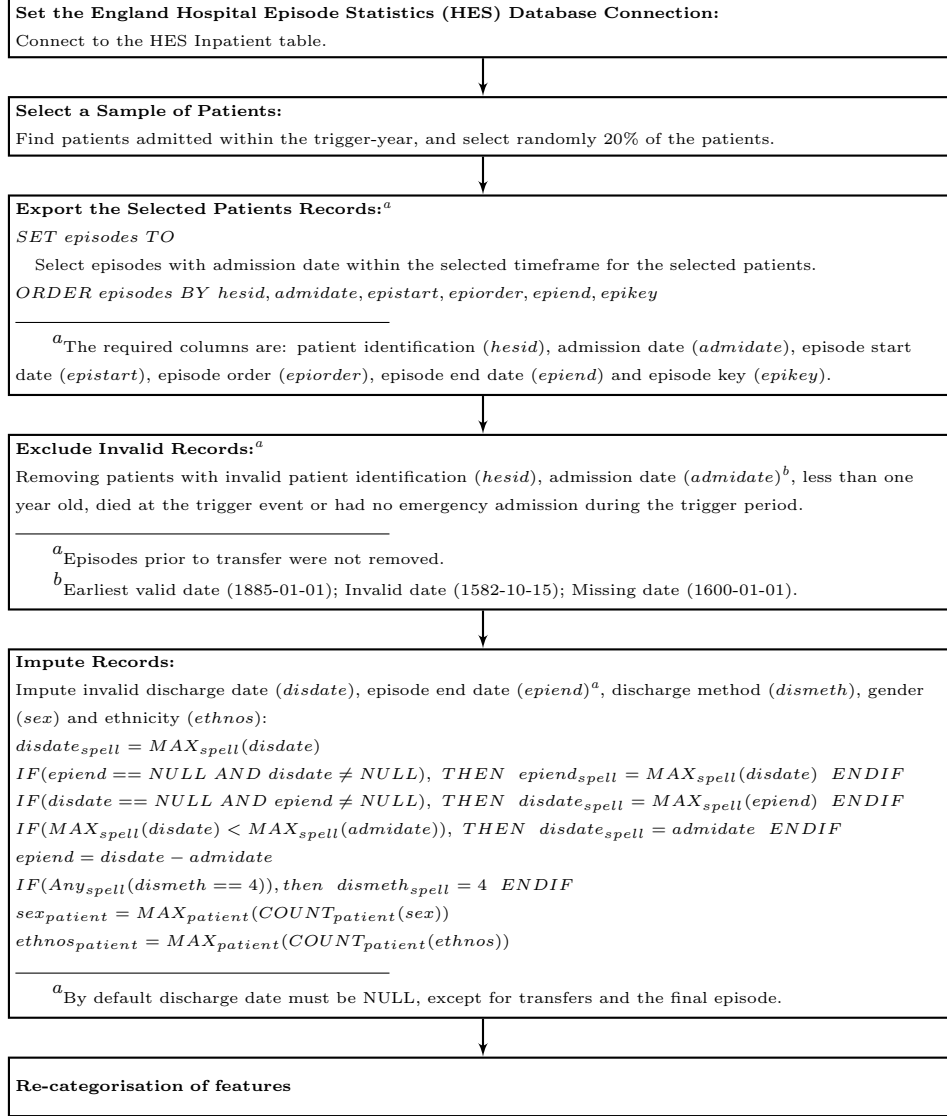 Set the England Hospital Episode Statistics (HES) Database Connection:
Connect to the HES Inpatient table.
Select a Sample of Patients:
Find patients admitted within the trigger-year, and select randomly 20% of the patients.
Export the Selected Patients Records:a
SET episodes TO
Select episodes with admission date within the selected timeframe for the selected patients.
ORDER episodes BY hesid, admidate, epistart, epiorder, epiend, epikey
aThe required columns are: patient identification (hesid), admission date (admidate), episode start
date (epistart), episode order (epiorder), episode end date (epiend) and episode key (epikey).
Exclude Invalid Records:a
Removing patients with invalid patient identification (hesid), admission date (admidate)b, less than one
year old, died at the trigger event or had no emergency admission during the trigger period.
aEpisodes prior to transfer were not removed.
bEarliest valid date (1885-01-01); Invalid date (1582-10-15); Missing date (1600-01-01).
Impute Records:
Impute invalid discharge date (disdate), episode end date (epiend)a, discharge method (dismeth), gender
(sex) and ethnicity (ethnos):
disdatespell = MAXspell(disdate)
IF(epiend == NULL AND disdate ≠ NULL), THEN epiendspell = MAXspell(disdate) ENDIF
IF(disdate == NULL AND epiend ≠ NULL), THEN disdatespell = MAXspell(epiend) ENDIF
IF(MAXspell(disdate) < MAXspell(admidate)), THEN disdatespell = admidate ENDIF
epiend = disdate − admidate
IF(Anyspell(dismeth == 4)), then dismethspell = 4 ENDIF
sexpatient = MAXpatient(COUNTpatient(sex))
ethnospatient = MAXpatient(COUNTpatient(ethnos))
aBy default discharge date must be NULL, except for transfers and the final episode.
Re-categorisation of features